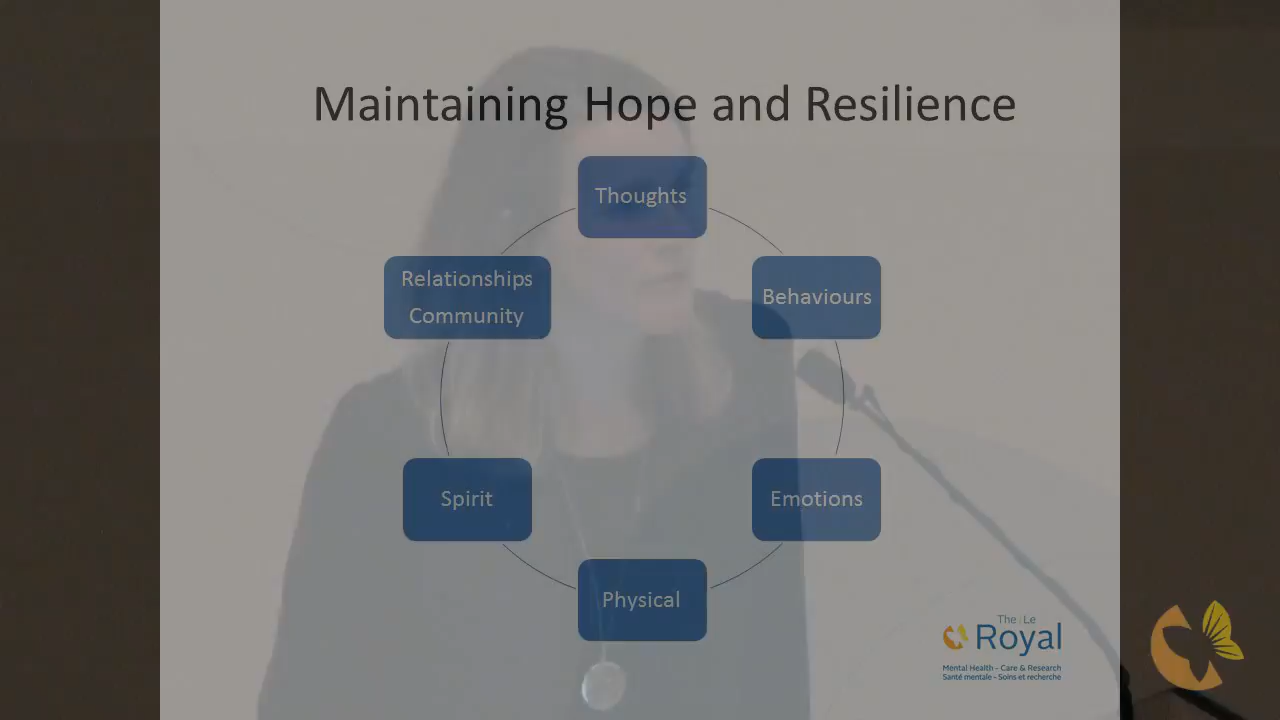 Maintaining Hope and Resilience
Thoughts
Relationships
Community
Behaviours
Spirit
Emotions
Physical
The Le
Royal
Mental Health - Care & Research
Santé mentale - Soins et recherche